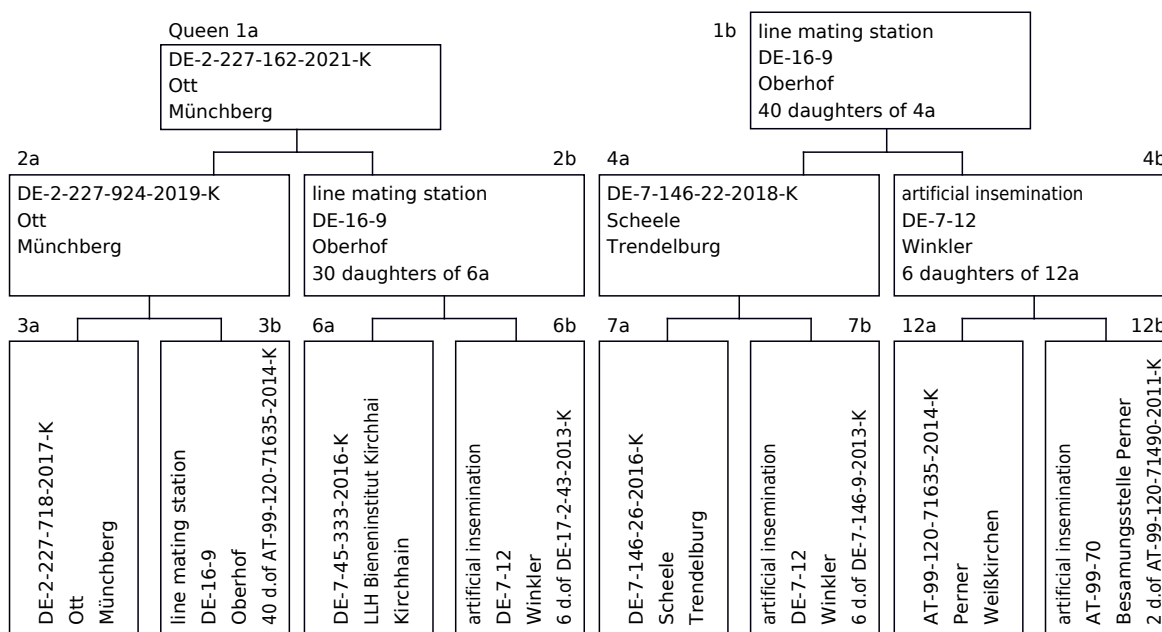 Queen 1a
DE-2-227-162-2021-K
Ott
Münchberg
1b
line mating station
DE-16-9
Oberhof
40 daughters of 4a
2a
DE-2-227-924-2019-K
Ott
Münchberg
2b
line mating station
DE-16-9
Oberhof
30 daughters of 6a
4a
DE-7-146-22-2018-K
Scheele
Trendelburg
4b
artificial insemination
DE-7-12
Winkler
6 daughters of 12a
3a
DE-2-227-718-2017-K
Ott
Münchberg
3b
line mating station
DE-16-9
Oberhof
40 d.of AT-99-120-71635-2014-K
6a
DE-7-45-333-2016-K
LLH Bieneninstitut Kirchhai
Kirchhain
6b
artificial insemination
DE-7-12
Winkler
6 d.of DE-17-2-43-2013-K
7a
DE-7-146-26-2016-K
Scheele
Trendelburg
7b
artificial insemination
DE-7-12
Winkler
6 d.of DE-7-146-9-2013-K
12a
AT-99-120-71635-2014-K
Perner
Weißkirchen
12b
artificial insemination
AT-99-70
Besamungsstelle Perner
2 d.of AT-99-120-71490-2011-K